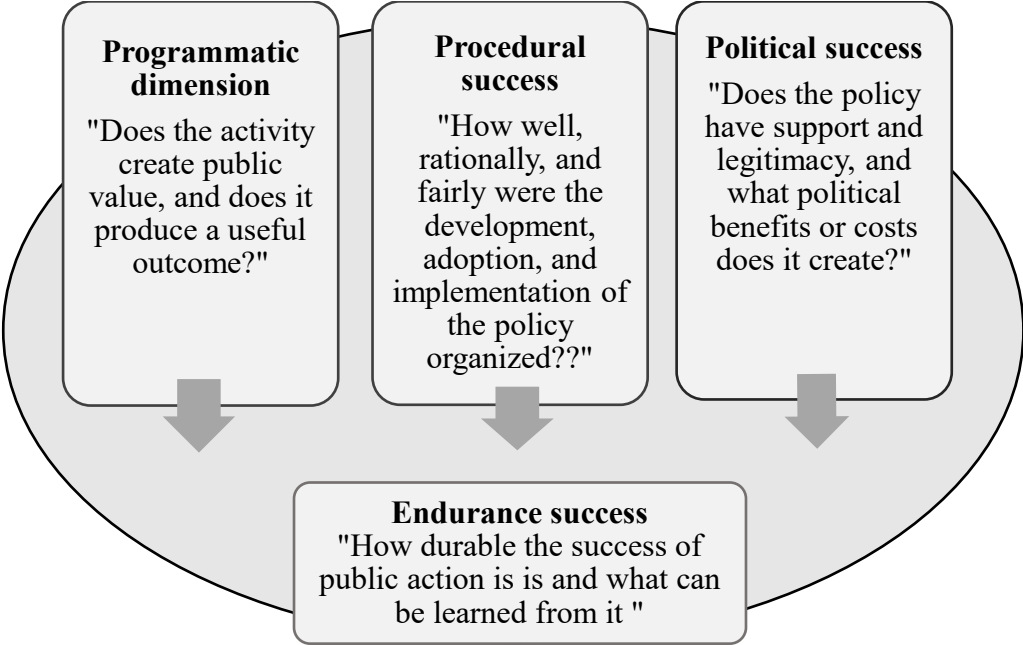 Programmatic
dimension
"Does the activity
create public
value, and does it
produce a useful
outcome?"
Procedural
success
"How well,
rationally, and
fairly were the
development,
adoption, and
implementation of
the policy
organized??"
Political success
"Does the policy
have support and
legitimacy, and
what political
benefits or costs
does it create?"
Endurance success
"How durable the success of
public action is is and what can
be learned from it "